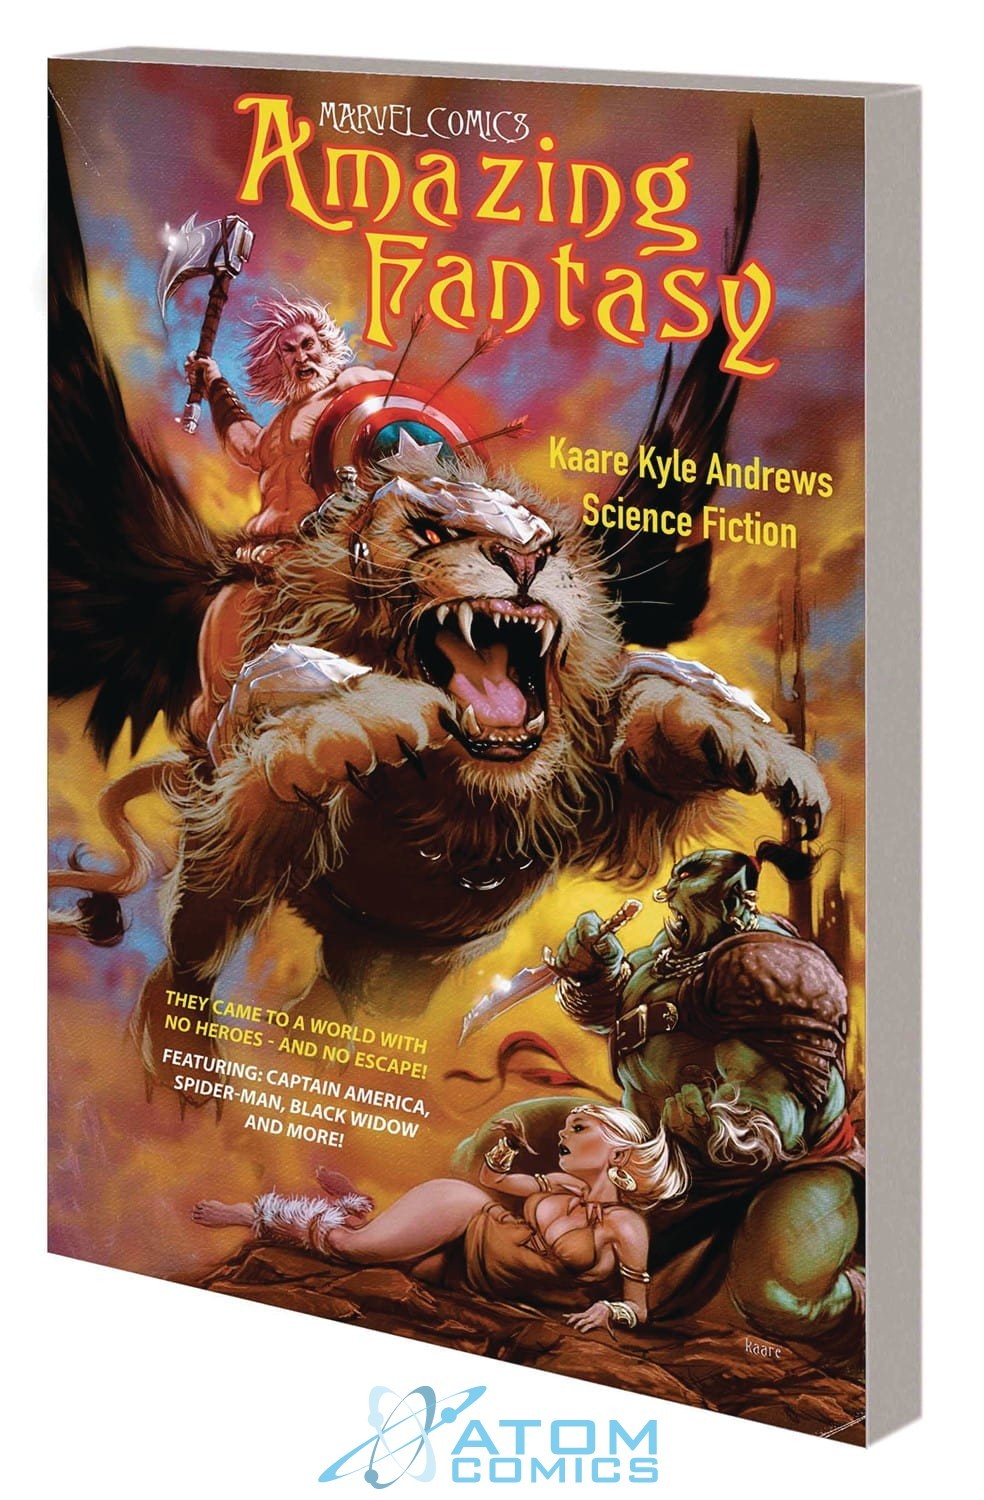 MARVEL COMICS
Amazing
Fantasy
Kaare Kyle Andrews
Science Fiction
THEY CAME TO A WORLD WITH
NO HEROES - AND NO ESCAPE!
FEATURING: CAPTAIN AMERICA,
SPIDER-MAN, BLACK WIDOW
AND MORE!
kaare
ATOM
COMICS